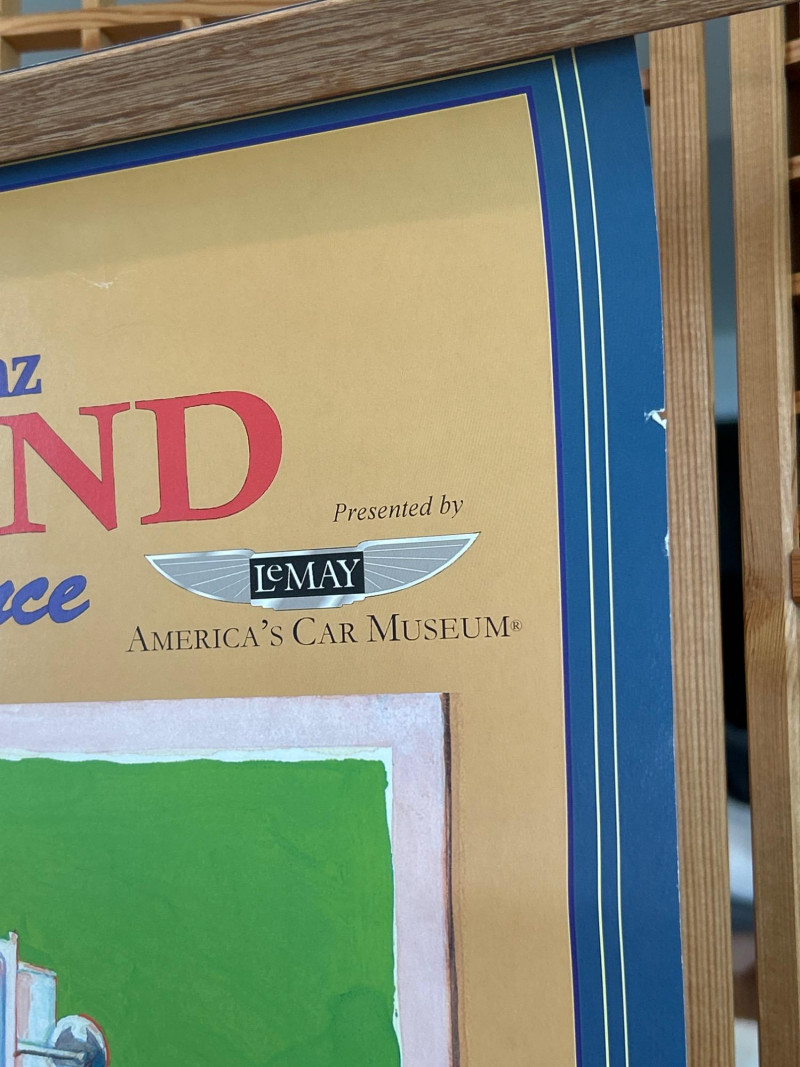 nz
ND
Presented by
LeMAY
nce
AMERICA'S CAR MUSEUM®